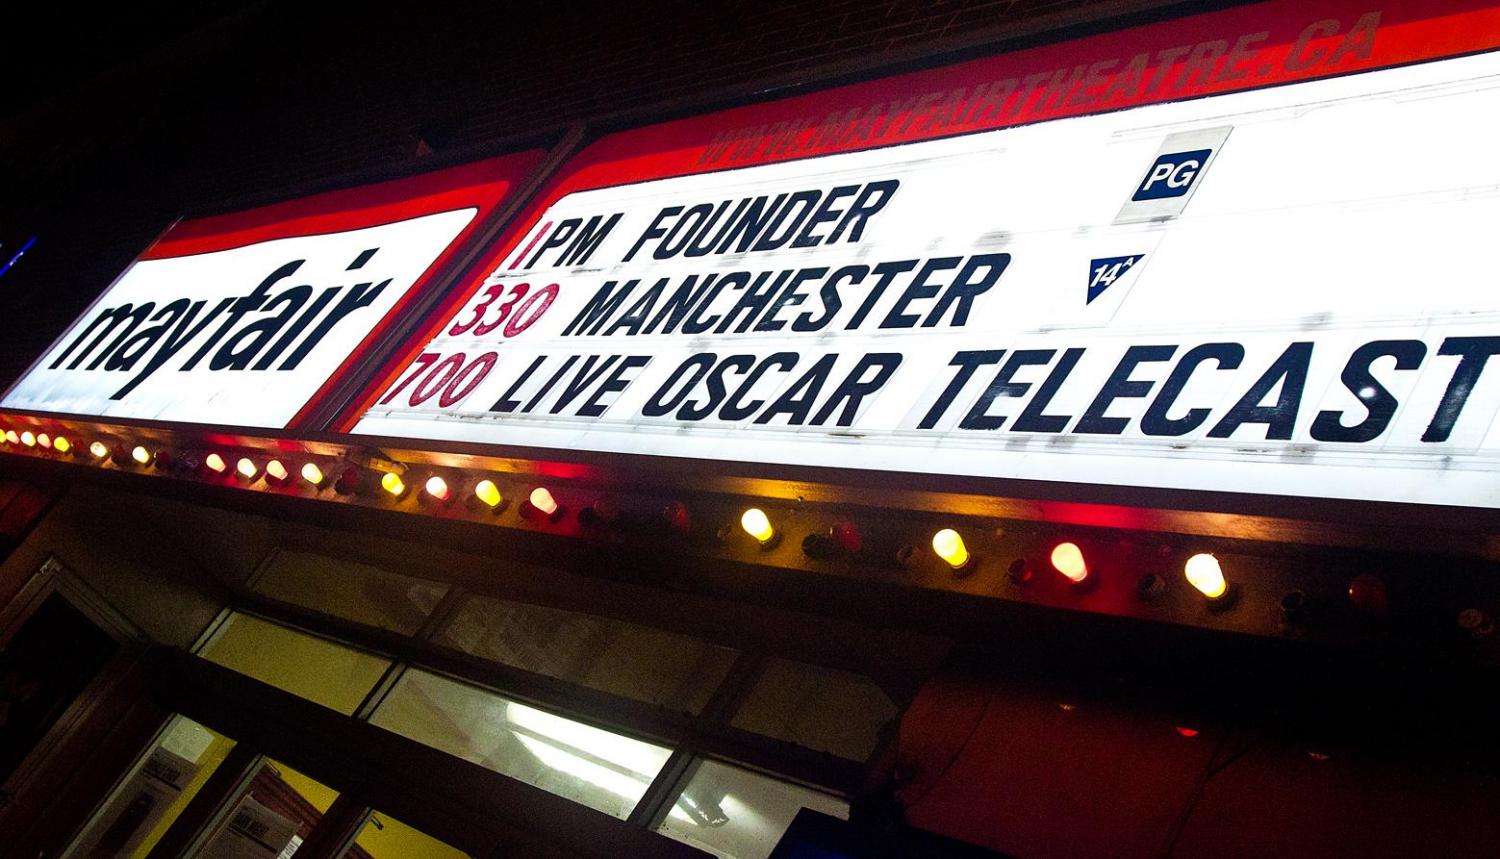 WWW.MAYFAIRTHEATRE.CA
mayfair
1PM FOUNDER PG
330 MANCHESTER 14A
700 LIVE OSCAR TELECAST